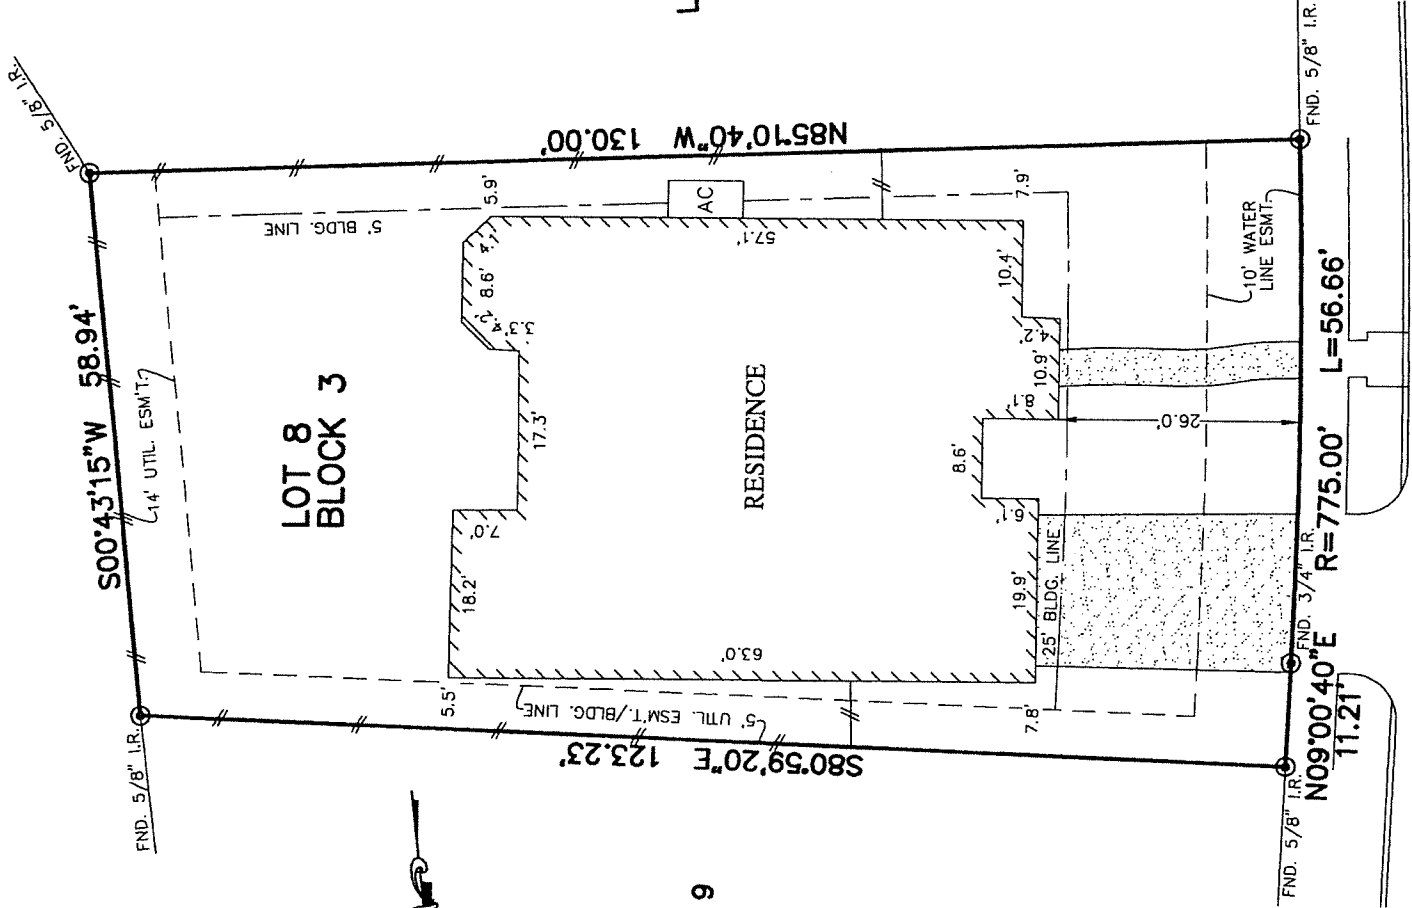 FND. 5/8" I.R.
FND. 5/8" I.R.
N85°10'40"W 130.00'
5.9'
AC
7.9'
5' BLDG. LINE
57.1'
4.7'
8.6'
4.2'
3.3'
10.4'
10' WATER
LINE ESMT.
S00°43'15"W 58.94'
14' UTIL. ESM'T.
LOT 8
BLOCK 3
17.3'
RESIDENCE
4.2'
10.9'
8.1'
26.0'
8.6'
6.1'
L=56.66'
R=775.00'
7.0'
18.2'
19.9'
25' BLDG. LINE
FND. 3/4" I.R.
63.0'
5.5'
5' UTIL. ESM'T./BLDG. LINE
7.8'
S80°59'20"E 123.23'
N09°00'40"E
11.21'
FND. 5/8" I.R.
FND. 5/8" I.R.